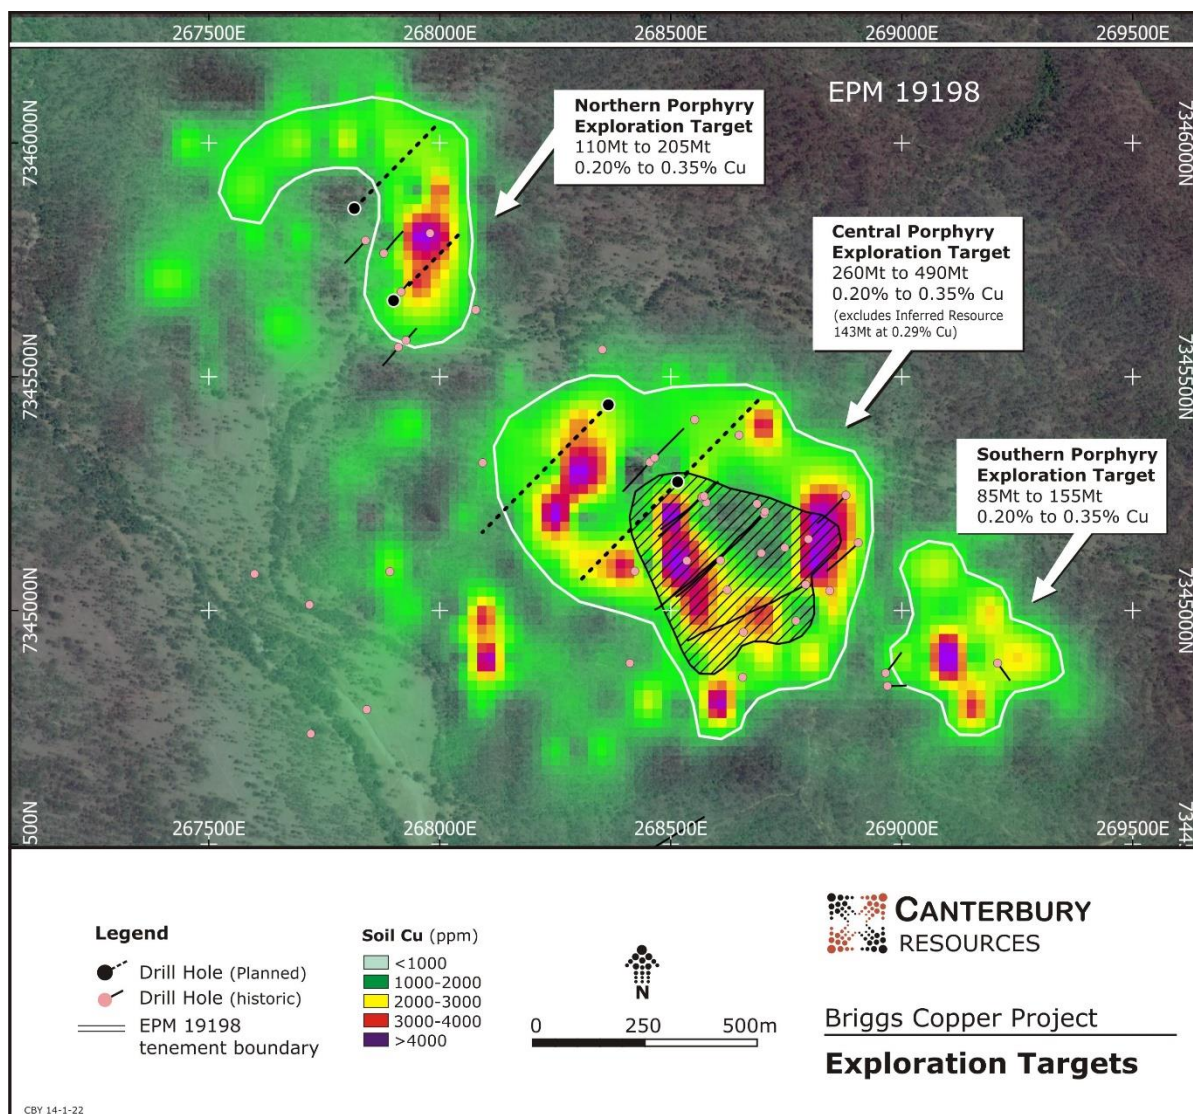 267500E
268000E
268500E
269000E
269500E
EPM 19198
Northern Porphyry
Exploration Target
110Mt to 205Mt
0.20% to 0.35% Cu
7346000N
7346000N
Central Porphyry
Exploration Target
260Mt to 490Mt
0.20% to 0.35% Cu
(excludes Inferred Resource
143Mt at 0.29% Cu)
7345500N
7345500N
Southern Porphyry
Exploration Target
85Mt to 155Mt
0.20% to 0.35% Cu
7345000N
7345000N
500N
7344
267500E
268000E
268500E
269000E
269500E
Legend
Drill Hole (Planned)
Drill Hole (historic)
EPM 19198
tenement boundary
Soil Cu (ppm)
<1000
1000-2000
2000-3000
3000-4000
>4000
N
0
250
500m
CANTERBURY
RESOURCES
Briggs Copper Project
Exploration Targets
CBY 14-1-22